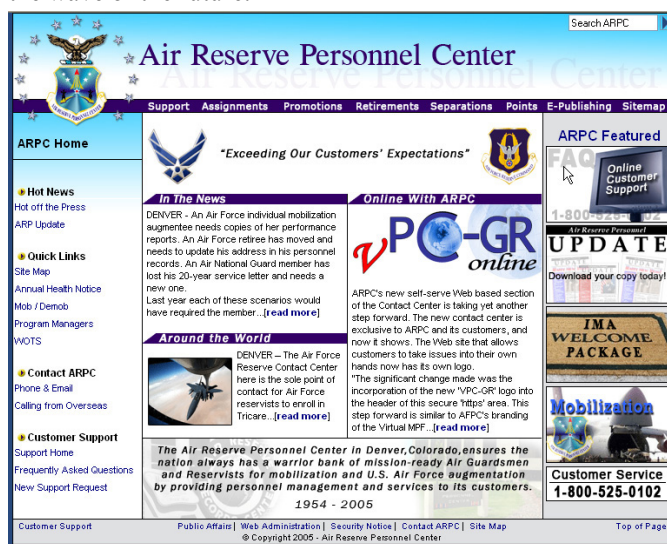 Search ARPC
Air Reserve Personnel Center
Support Assignments Promotions Retirements Separations Points E-Publishing Sitemap
ARPC Home
Hot News
Hot off the Press
ARP Update
Quick Links
Site Map
Annual Health Notice
Mob / Demob
Program Managers
WOTS
Contact ARPC
Phone & Email
Calling from Overseas
Customer Support
Support Home
Frequently Asked Questions
New Support Request
"Exceeding Our Customers' Expectations"
In The News
DENVER - An Air Force individual mobilization
augmentee needs copies of her performance
reports. An Air Force retiree has moved and
needs to update his address in his personnel
records. An Air National Guard member has
lost his 20-year service letter and needs a
new one.
Last year each of these scenarios would
have required the member...[read more]
Around the World
DENVER – The Air Force
Reserve Contact Center
here is the sole point of
contact for Air Force
reservists to enroll in
Tricare...[read more]
Online With ARPC
vPC-GR
online
ARPC's new self-serve Web based section
of the Contact Center is taking yet another
step forward. The new contact center is
exclusive to ARPC and its customers, and
now it shows. The Web site that allows
customers to take issues into their own
hands now has its own logo.
"The significant change made was the
incorporation of the new 'VPC-GR' logo into
the header of this secure 'https' area. This
step forward is similar to AFPC's branding
of the Virtual MPF...[read more]
The Air Reserve Personnel Center in Denver,Colorado,ensures the
nation always has a warrior bank of mission-ready Air Guardsmen
and Reservists for mobilization and U.S. Air Force augmentation
by providing personnel management and services to its customers.
1954 - 2005
ARPC Featured
FAQ
Online
Customer
Support
1-800-525-0102
Air Reserve Personnel
UPDATE
Download your copy today!
IMA
WELCOME
PACKAGE
Mobilization
Customer Service
1-800-525-0102
Customer Support
Public Affairs| Web Administration| Security Notice| Contact ARPC| Site Map
Top of Page
© Copyright 2005 - Air Reserve Personnel Center